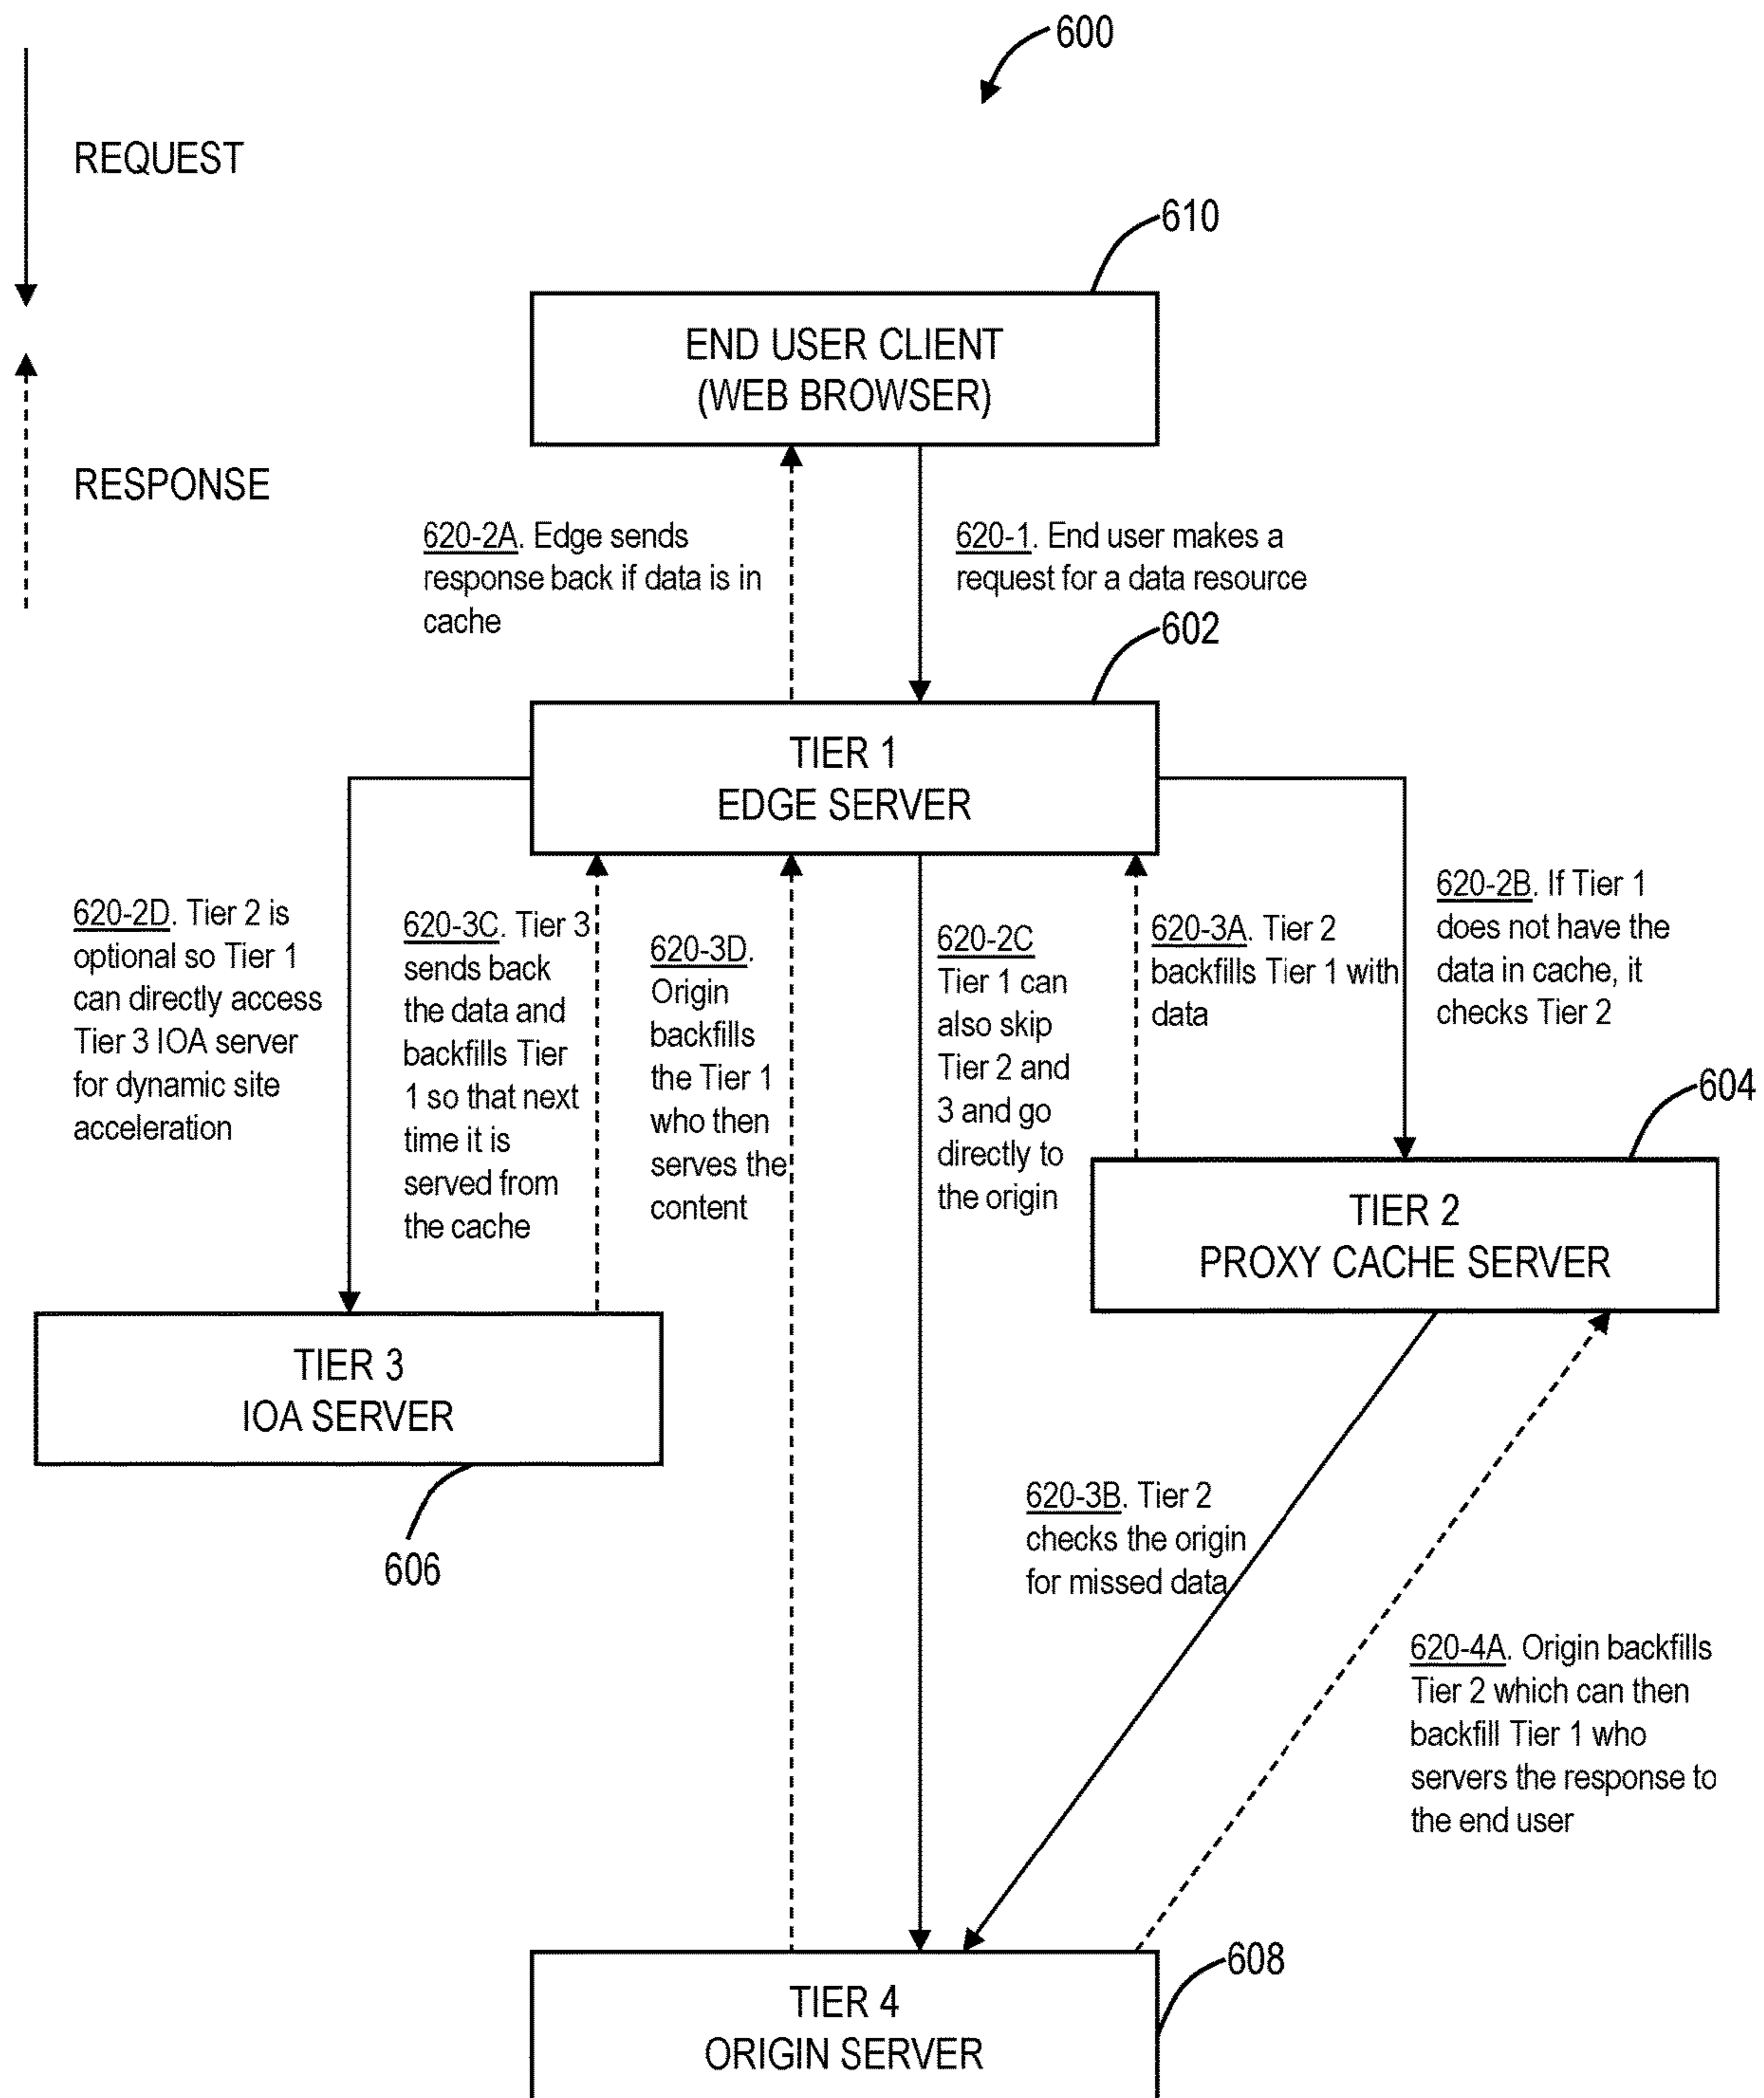 600
REQUEST
610
END USER CLIENT
(WEB BROWSER)
RESPONSE
620-2A. Edge sends
response back if data is in
cache
620-1. End user makes a
request for a data resource
602
TIER 1
EDGE SERVER
620-2D. Tier 2 is
optional so Tier 1
can directly access
Tier 3 IOA server
for dynamic site
acceleration
620-3C. Tier 3
sends back
the data and
backfills Tier
1 so that next
time it is
served from
the cache
620-3D.
Origin
backfills
the Tier 1
who then
serves the
content
620-2C
Tier 1 can
also skip
Tier 2 and
3 and go
directly to
the origin
620-3A. Tier 2
backfills Tier 1 with
data
620-2B. If Tier 1
does not have the
data in cache, it
checks Tier 2
604
TIER 2
PROXY CACHE SERVER
TIER 3
IOA SERVER
606
620-3B. Tier 2
checks the origin
for missed data
620-4A. Origin backfills
Tier 2 which can then
backfill Tier 1 who
servers the response to
the end user
608
TIER 4
ORIGIN SERVER